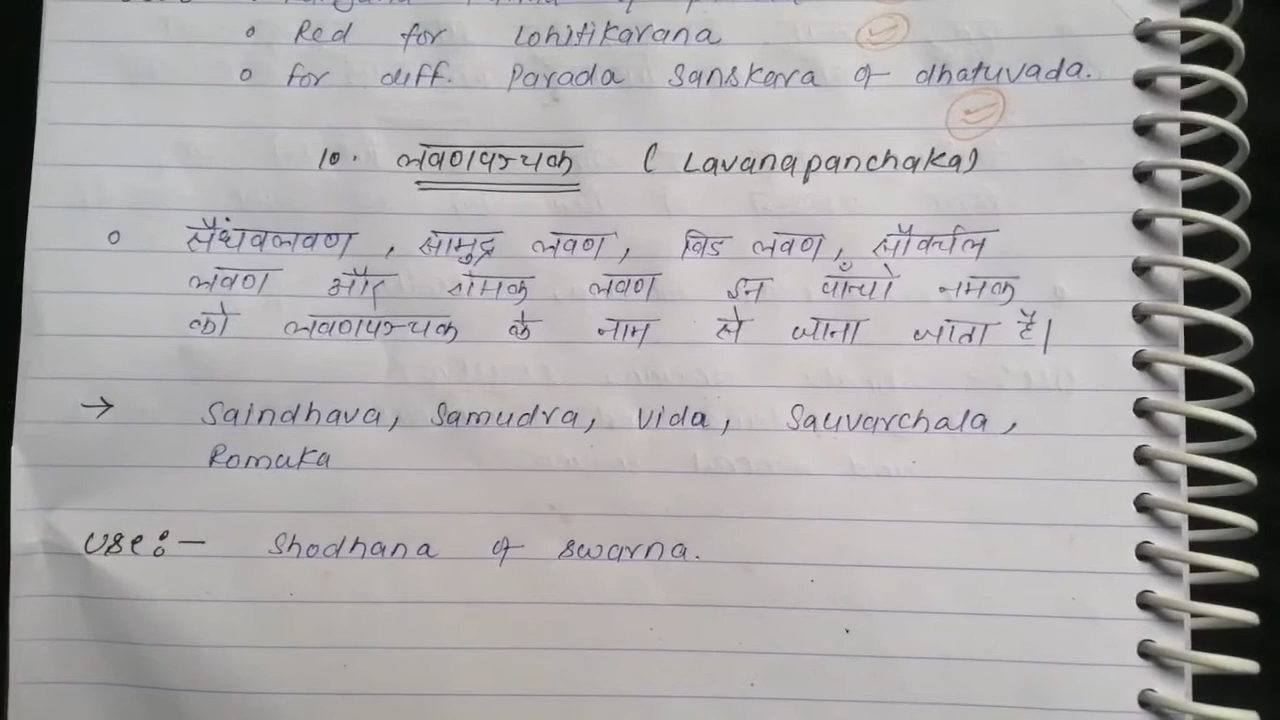 ○ Red for Lohitikarana
○ for diff. Parada Sanskara of dhatuvada.
10. लवणपञ्चक (Lavanapanchaka)
○ सैंधवलवण, सामुद्र लवण, विड लवण, सौवर्चल
लवण और रोमक लवण इन पाँचो नमक
को लवणपञ्चक के नाम से जाना जाता है।
→ Saindhava, Samudra, Vida, Sauvarchala,
Romaka
Use:- Shodhana of swarna.